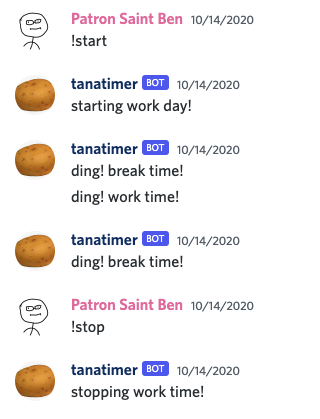 Patron Saint Ben 10/14/2020
!start
tanatimer BOT 10/14/2020
starting work day!
tanatimer BOT 10/14/2020
ding! break time!
ding! work time!
tanatimer BOT 10/14/2020
ding! break time!
Patron Saint Ben 10/14/2020
!stop
tanatimer BOT 10/14/2020
stopping work time!